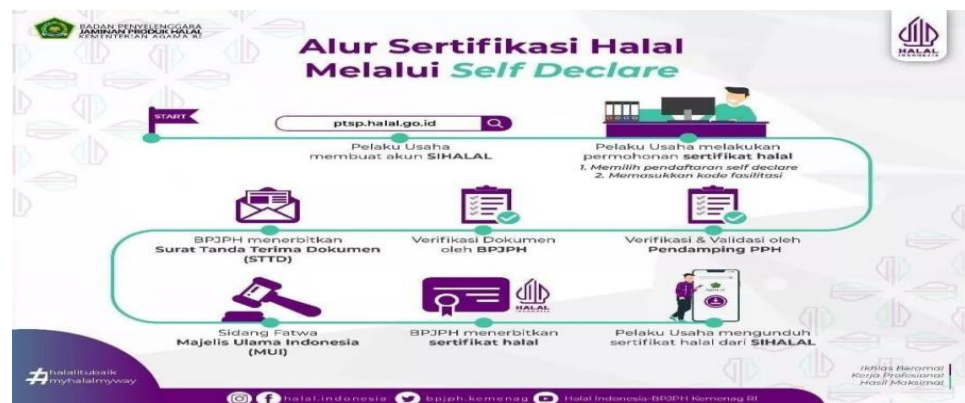 BADAN PENYELENGGARA
JAMINAN PRODUK HALAL
KEMENTERIAN AGAMA RI
HALAL
INDONESIA
Alur Sertifikasi Halal
Melalui Self Declare
START
ptsp.halal.go.id
Pelaku Usaha
membuat akun SIHALAL
Pelaku Usaha melakukan
permohonan sertifikat halal
1. Memilih pendaftaran self declare
2. Memasukkan kode fasilitasi
Verifikasi & Validasi oleh
Pendamping PPH
Verifikasi Dokumen
oleh BPJPH
BPJPH menerbitkan
Surat Tanda Terima Dokumen
(STTD)
Sidang Fatwa
Majelis Ulama Indonesia
(MUI)
HALAL
BPJPH menerbitkan
sertifikat halal
Pelaku Usaha mengunduh
sertifikat halal dari SIHALAL
#halalitubaik
#myhalalmyway
Ikhlas Beramal
Kerja Profesional
Hasil Maksimal
halal.indonesia bpjph.kemenag Halal Indonesia-BPJPH Kemenag RI